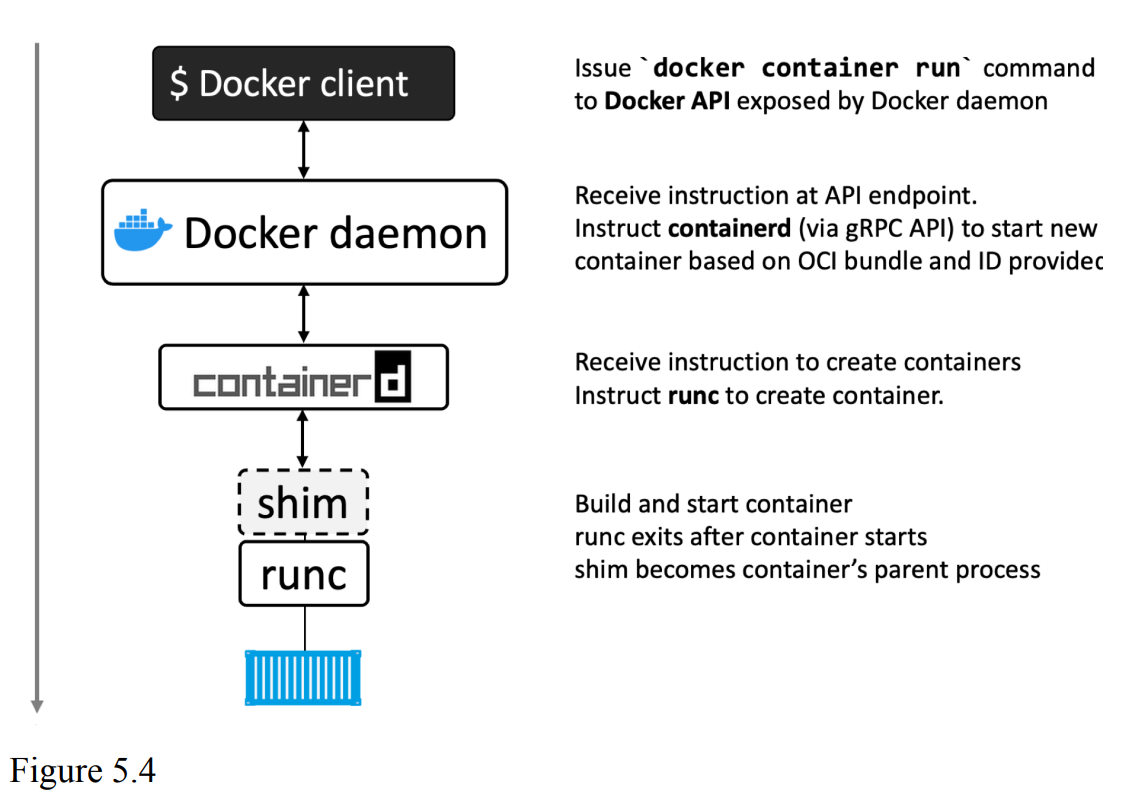 $ Docker client
Issue `docker container run` command
to Docker API exposed by Docker daemon
Docker daemon
Receive instruction at API endpoint.
Instruct containerd (via gRPC API) to start new
container based on OCI bundle and ID provided
containerd
Receive instruction to create containers
Instruct runc to create container.
shim
runc
Build and start container
runc exits after container starts
shim becomes container’s parent process
Figure 5.4